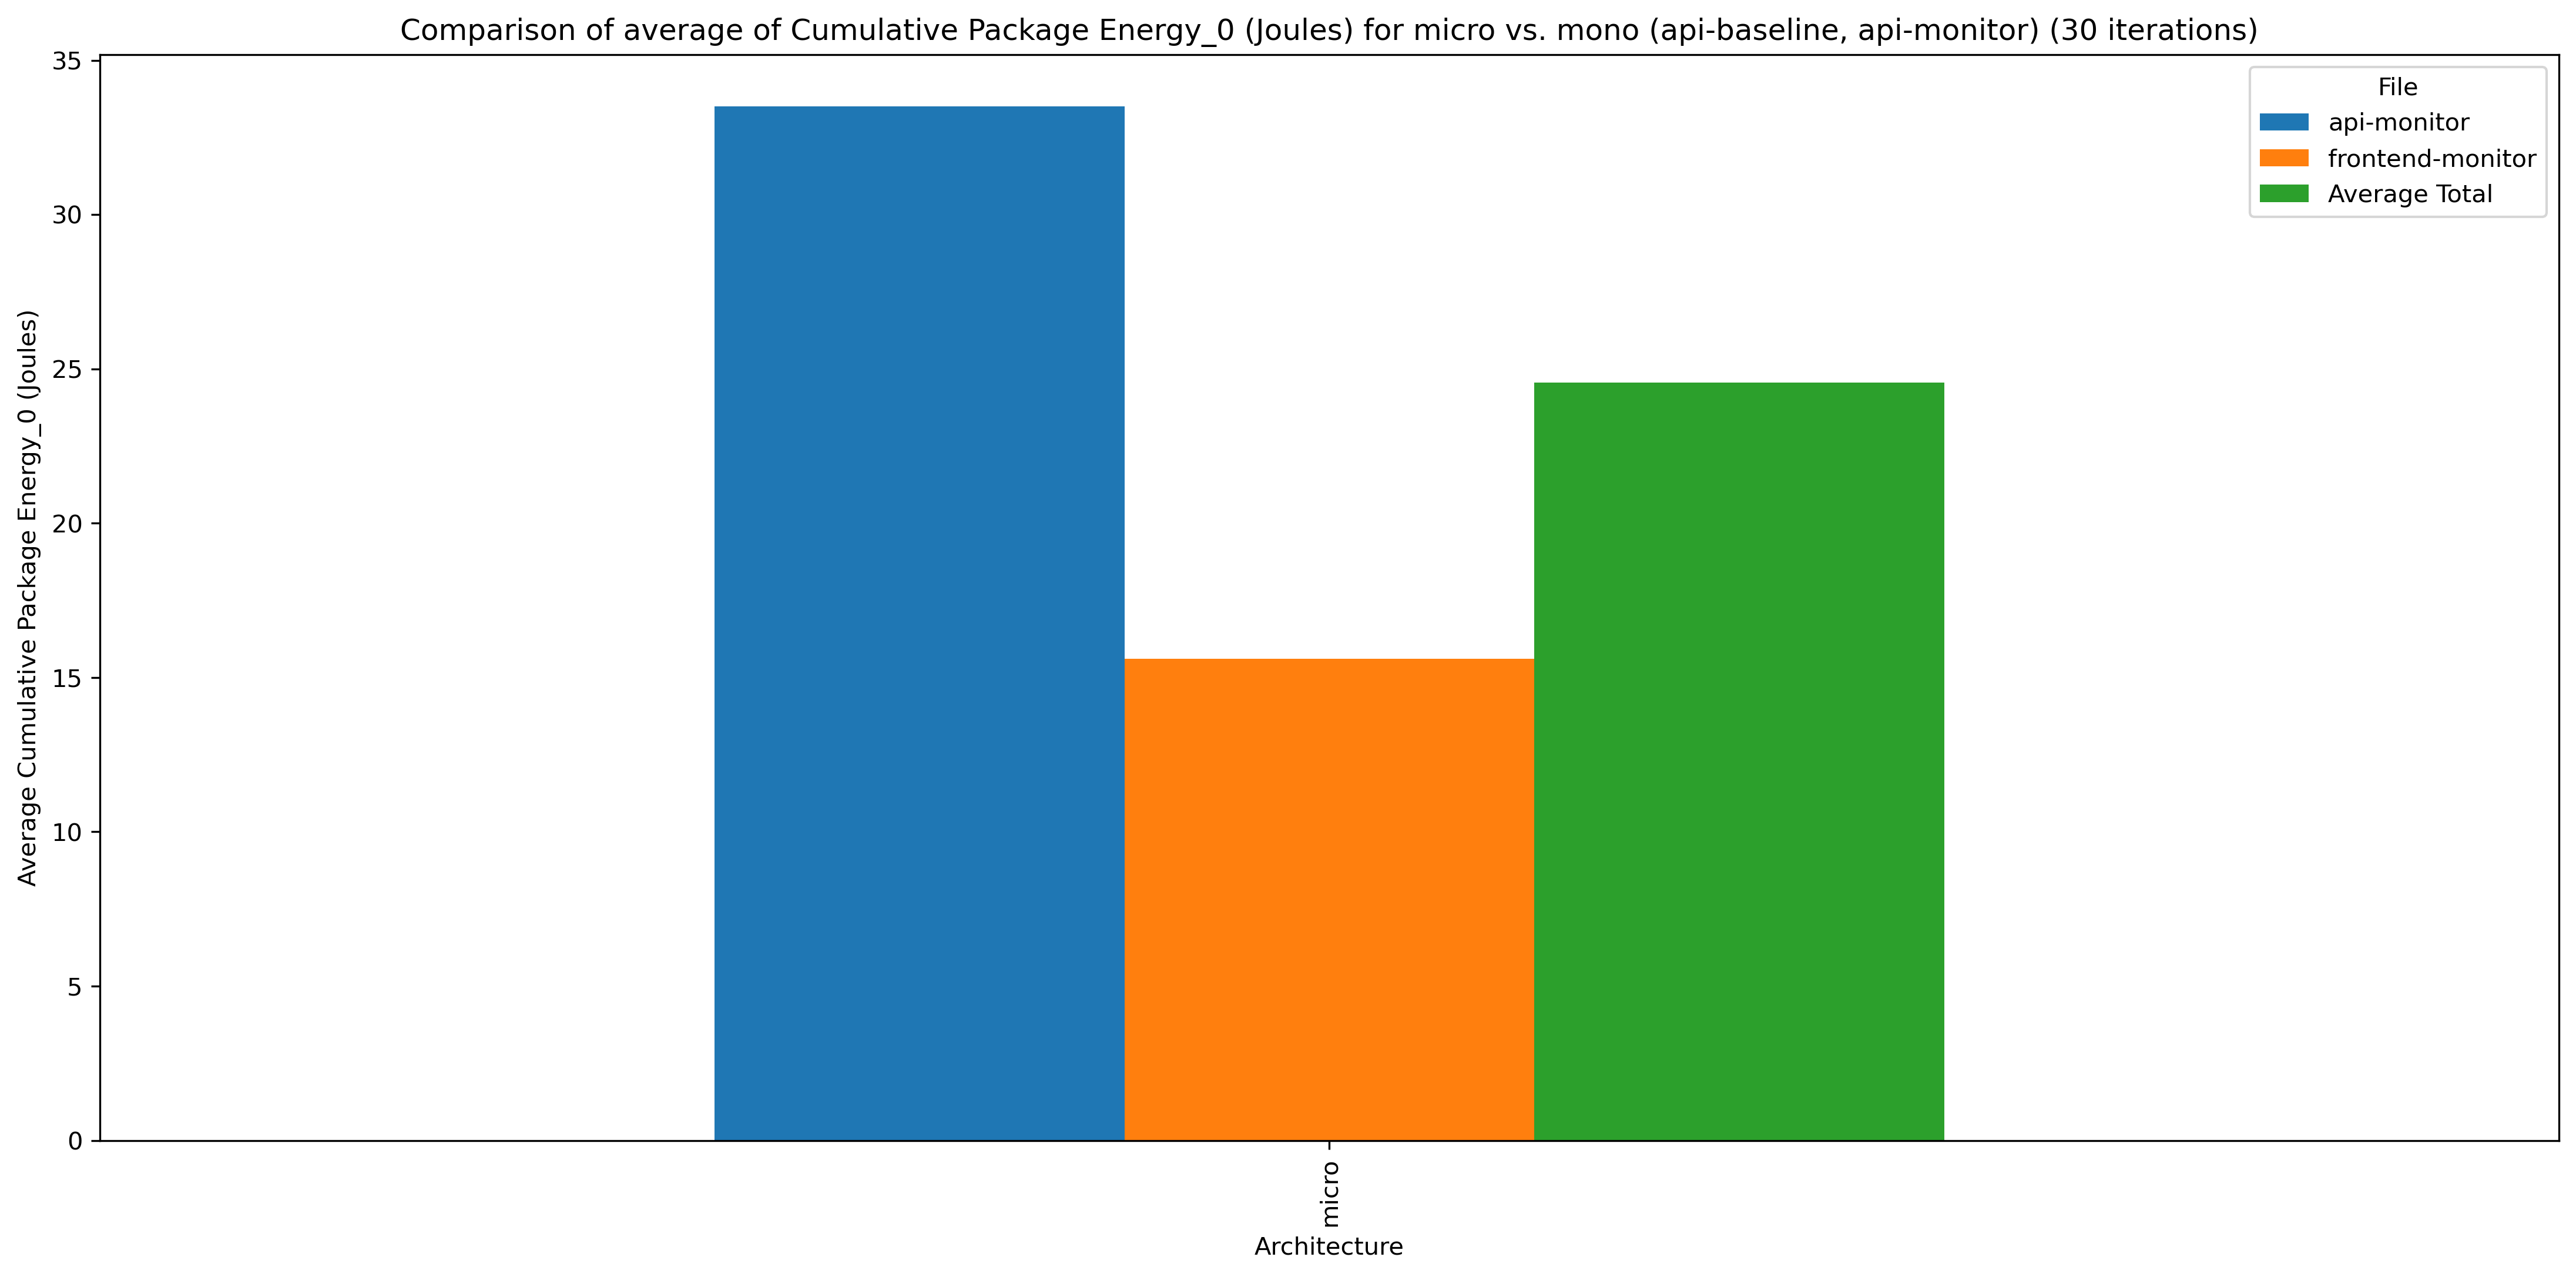 Comparison of average of Cumulative Package Energy_0 (Joules) for micro vs. mono (api-baseline, api-monitor) (30 iterations)
File
api-monitor
frontend-monitor
Average Total
Average Cumulative Package Energy_0 (Joules)
35
30
25
20
15
10
5
0
micro
Architecture